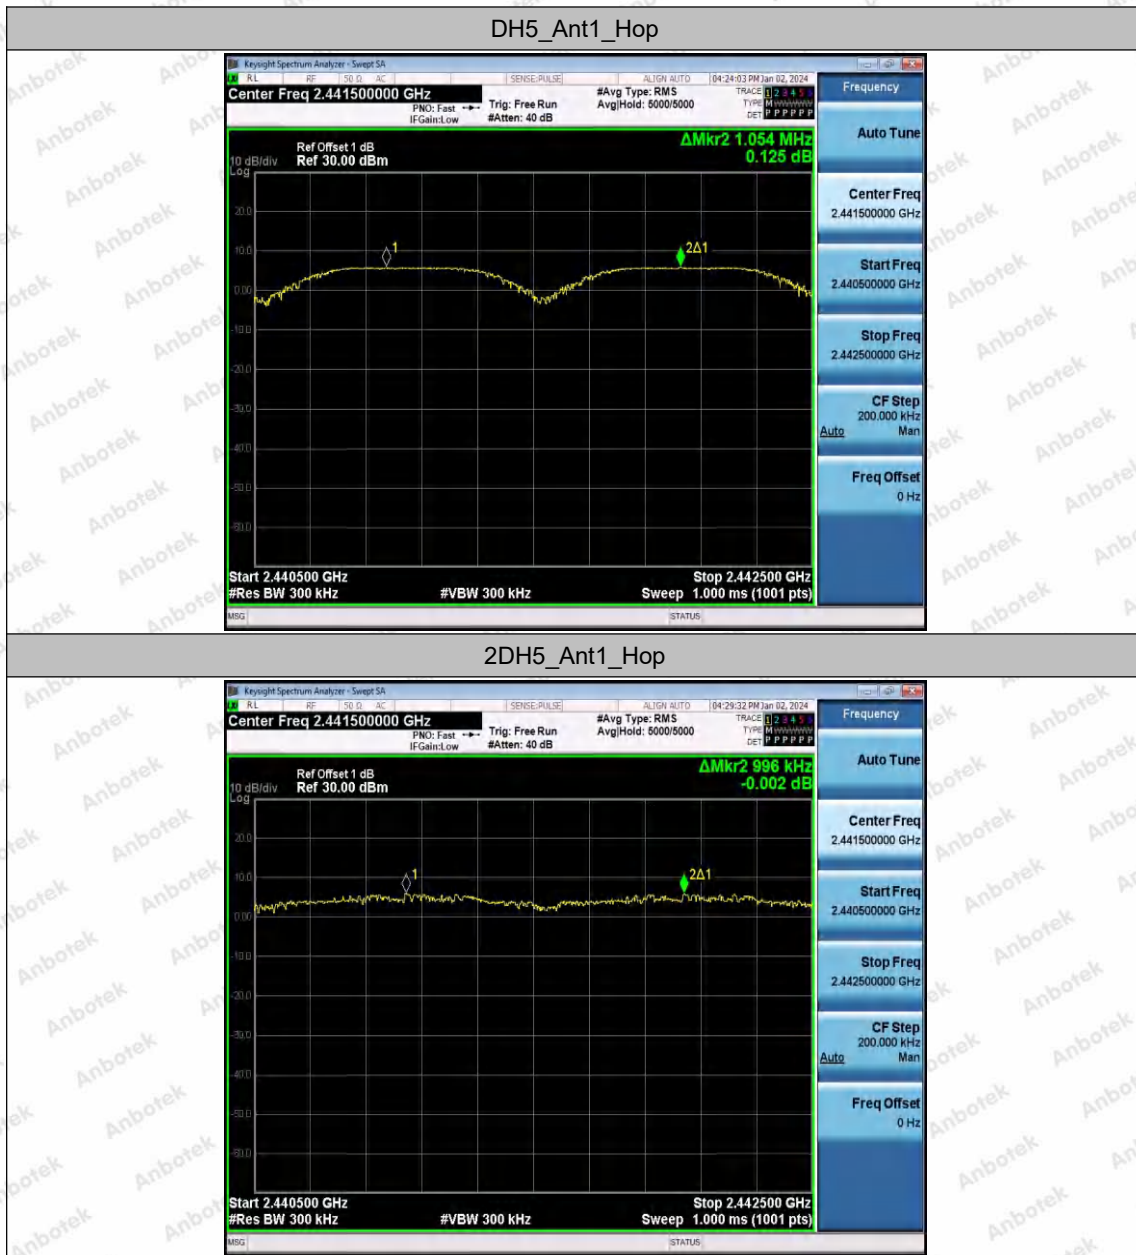 DH5_Ant1_Hop
Keysight Spectrum Analyzer - Swept SA
RL RF 50 Ω AC SENSE:PULSE ALIGN AUTO 04:24:03 PM Jan 02, 2024
Center Freq 2.441500000 GHz
PNO: Fast
IFGain:Low
Trig: Free Run
#Atten: 40 dB
#Avg Type: RMS
Avg|Hold: 5000/5000
TRACE 1 2 3 4 5 6
TYPE M
DET P P P P P P
ΔMkr2 1.054 MHz
0.125 dB
Ref Offset 1 dB
10 dB/div Ref 30.00 dBm
Log
20.0
10.0
0.00
-10.0
-20.0
-30.0
-40.0
-50.0
-60.0
1
2Δ1
Start 2.440500 GHz Stop 2.442500 GHz
#Res BW 300 kHz #VBW 300 kHz Sweep 1.000 ms (1001 pts)
MSG STATUS
Frequency
Auto Tune
Center Freq
2.441500000 GHz
Start Freq
2.440500000 GHz
Stop Freq
2.442500000 GHz
CF Step
200.000 kHz
Auto Man
Freq Offset
0 Hz
2DH5_Ant1_Hop
Keysight Spectrum Analyzer - Swept SA
RL RF 50 Ω AC SENSE:PULSE ALIGN AUTO 04:29:32 PM Jan 02, 2024
Center Freq 2.441500000 GHz
PNO: Fast
IFGain:Low
Trig: Free Run
#Atten: 40 dB
#Avg Type: RMS
Avg|Hold: 5000/5000
TRACE 1 2 3 4 5 6
TYPE M
DET P P P P P P
ΔMkr2 996 kHz
-0.002 dB
Ref Offset 1 dB
10 dB/div Ref 30.00 dBm
Log
20.0
10.0
0.00
-10.0
-20.0
-30.0
-40.0
-50.0
-60.0
1
2Δ1
Start 2.440500 GHz Stop 2.442500 GHz
#Res BW 300 kHz #VBW 300 kHz Sweep 1.000 ms (1001 pts)
MSG STATUS
Frequency
Auto Tune
Center Freq
2.441500000 GHz
Start Freq
2.440500000 GHz
Stop Freq
2.442500000 GHz
CF Step
200.000 kHz
Auto Man
Freq Offset
0 Hz
Anbotek